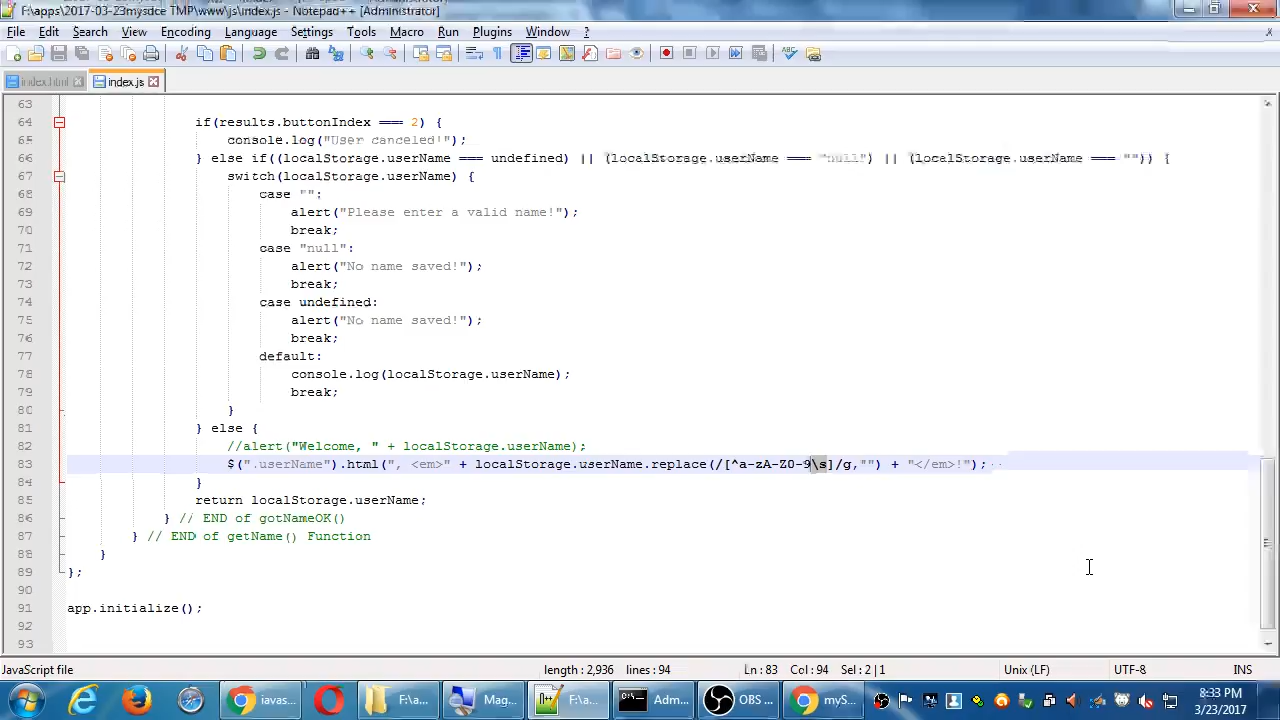 F:\apps\2017-03-23mysdce TMP\www\js\index.js - Notepad++ [Administrator]
File Edit Search View Encoding Language Settings Tools Macro Run Plugins Window ?
index.html index.js
63
64 if(results.buttonIndex === 2) {
65 console.log("User canceled!");
66 } else if((localStorage.userName === undefined) || (localStorage.userName === "null") || (localStorage.userName === "")) {
67 switch(localStorage.userName) {
68 case "":
69 alert("Please enter a valid name!");
70 break;
71 case "null":
72 alert("No name saved!");
73 break;
74 case undefined:
75 alert("No name saved!");
76 break;
77 default:
78 console.log(localStorage.userName);
79 break;
80 }
81 } else {
82 //alert("Welcome, " + localStorage.userName);
83 $(".userName").html(", <em>" + localStorage.userName.replace(/[^a-zA-Z0-9\s]/g,"") + "</em>!");
84 }
85 return localStorage.userName;
86 } // END of gotNameOK()
87 } // END of getName() Function
88 }
89 };
90
91 app.initialize();
92
93
JavaScript file length : 2,936 lines : 94 Ln : 83 Col : 94 Sel : 2 | 1 Unix (LF) UTF-8 INS
javas... F:\a... Mag... F:\a... Adm... OBS ... myS... 8:33 PM
3/23/2017